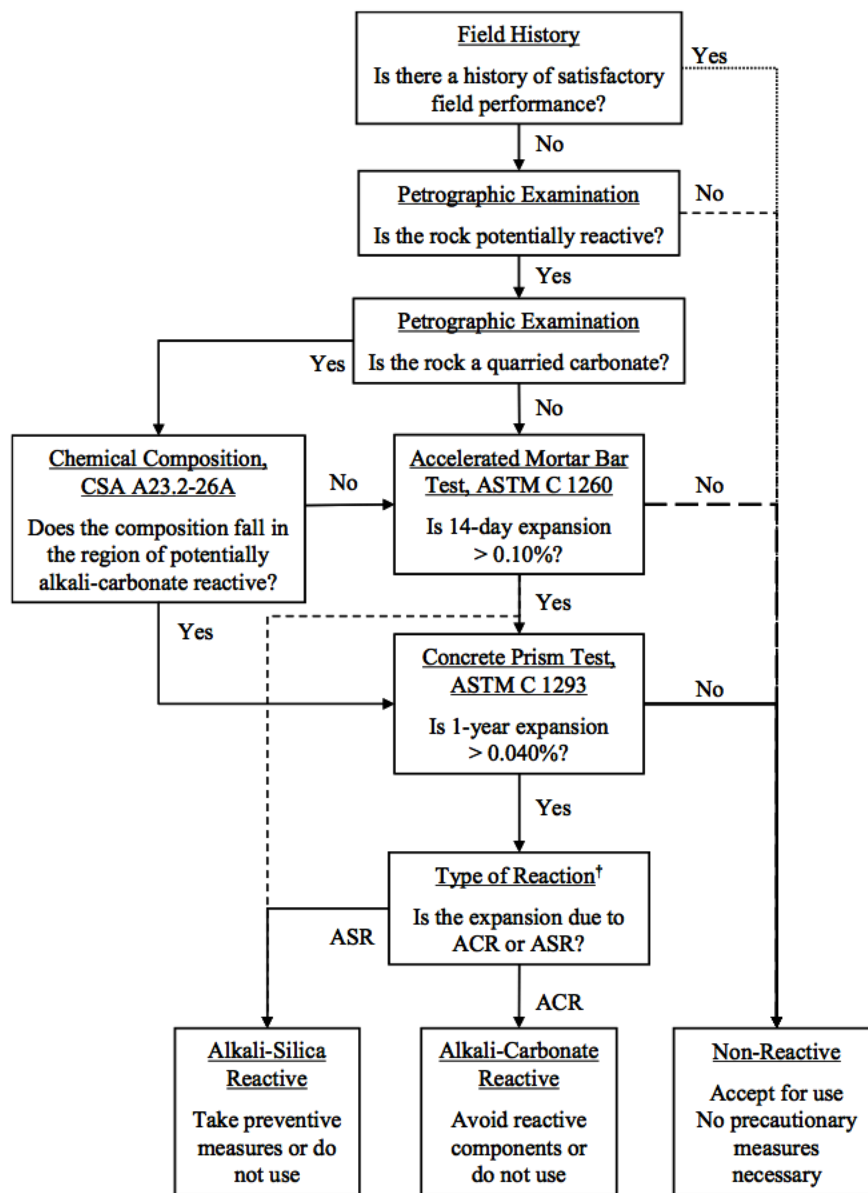 Field History
Is there a history of satisfactory
field performance?
Yes
No
Petrographic Examination
Is the rock potentially reactive?
No
Yes
Petrographic Examination
Is the rock a quarried carbonate?
Yes
No
Chemical Composition,
CSA A23.2-26A
Does the composition fall in
the region of potentially
alkali-carbonate reactive?
No
Yes
Accelerated Mortar Bar
Test, ASTM C 1260
Is 14-day expansion
> 0.10%?
No
Yes
Concrete Prism Test,
ASTM C 1293
Is 1-year expansion
> 0.040%?
No
Yes
Type of Reaction†
Is the expansion due to
ACR or ASR?
ASR
ACR
Alkali-Silica
Reactive
Take preventive
measures or do
not use
Alkali-Carbonate
Reactive
Avoid reactive
components or
do not use
Non-Reactive
Accept for use
No precautionary
measures
necessary